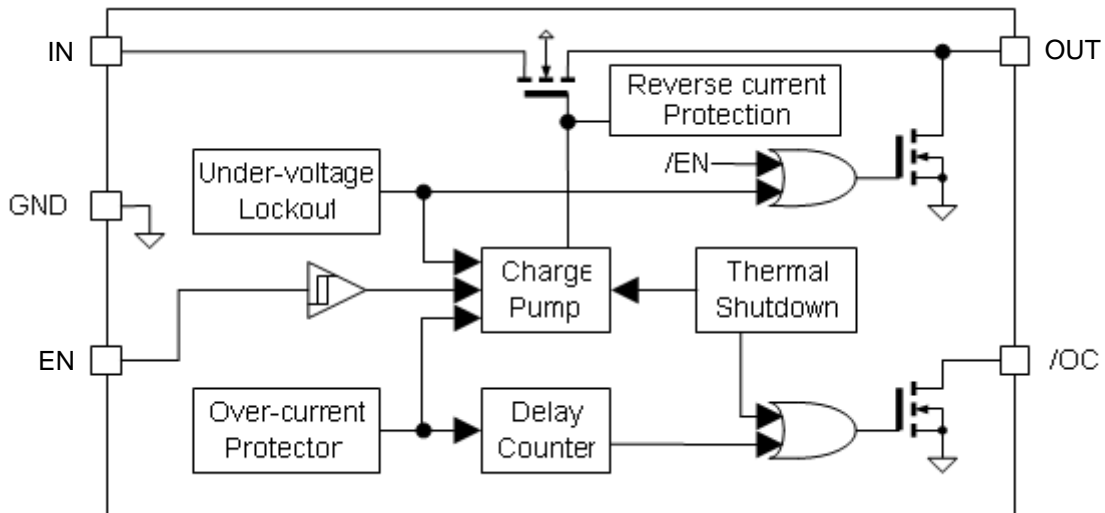 IN
OUT
Reverse current
Protection
/EN
Under-voltage
Lockout
GND
Charge
Pump
Thermal
Shutdown
EN
/OC
Over-current
Protector
Delay
Counter